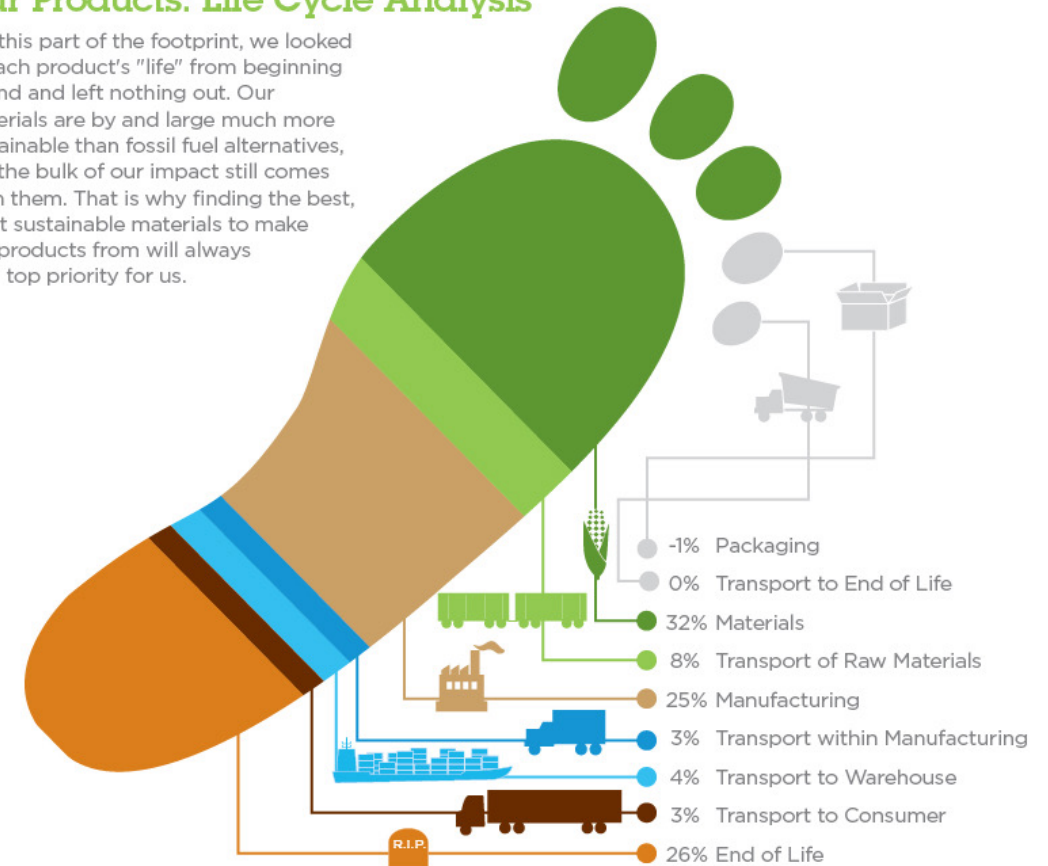 Products: Life Cycle Analysis
this part of the footprint, we looked
product's "life" from beginning
and left nothing out. Our
are by and large much more
than fossil fuel alternatives,
the bulk of our impact still comes
them. That is why finding the best,
sustainable materials to make
products from will always
top priority for us.
-1% Packaging
0% Transport to End of Life
32% Materials
8% Transport of Raw Materials
25% Manufacturing
3% Transport within Manufacturing
4% Transport to Warehouse
3% Transport to Consumer
R.I.P.
26% End of Life